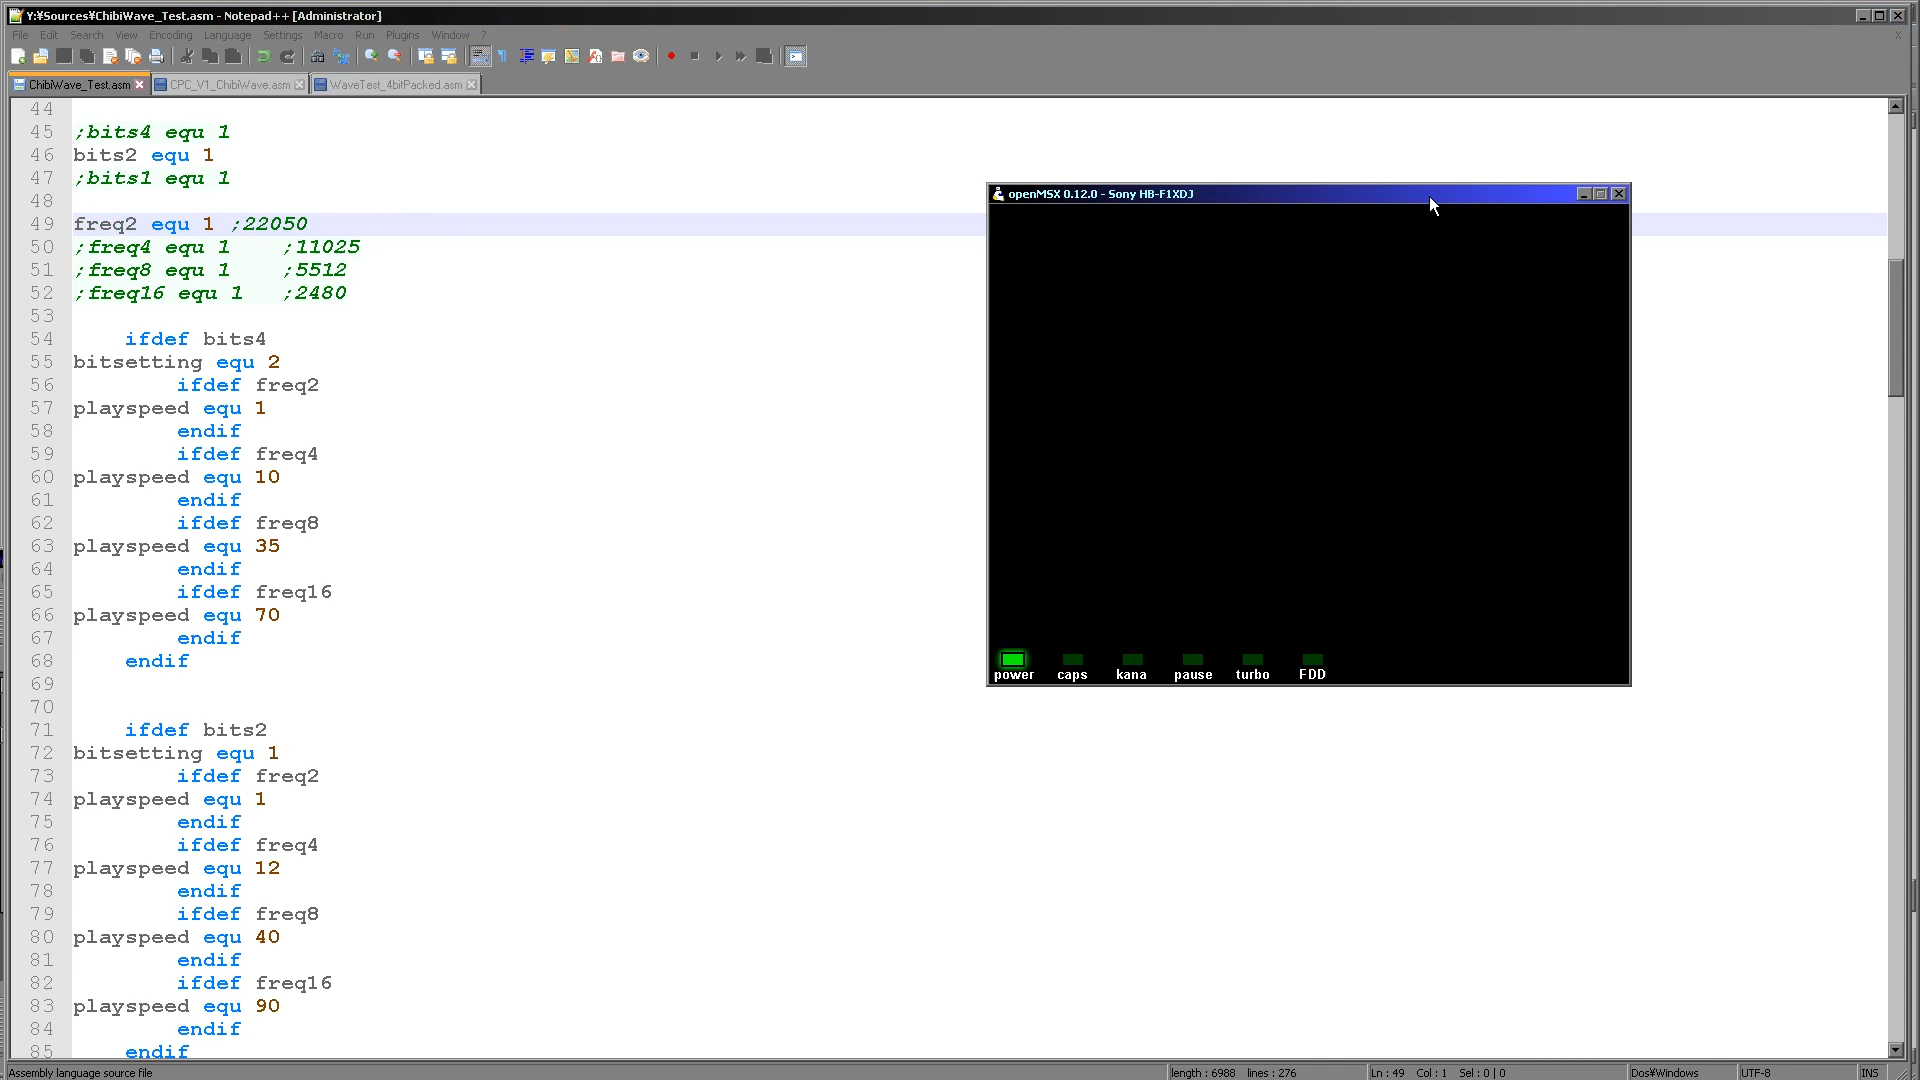 Y:¥Sources¥ChibiWave_Test.asm - Notepad++ [Administrator]
File Edit Search View Encoding Language Settings Macro Run Plugins Window ?
X
ChibiWave_Test.asm CPC_V1_ChibiWave.asm WaveTest_4bitPacked.asm
44
45 ;bits4 equ 1
46 bits2 equ 1
47 ;bits1 equ 1
48
49 freq2 equ 1 ;22050
50 ;freq4 equ 1 ;11025
51 ;freq8 equ 1 ;5512
52 ;freq16 equ 1 ;2480
53
54 ifdef bits4
55 bitsetting equ 2
56 ifdef freq2
57 playspeed equ 1
58 endif
59 ifdef freq4
60 playspeed equ 10
61 endif
62 ifdef freq8
63 playspeed equ 35
64 endif
65 ifdef freq16
66 playspeed equ 70
67 endif
68 endif
69
70
71 ifdef bits2
72 bitsetting equ 1
73 ifdef freq2
74 playspeed equ 1
75 endif
76 ifdef freq4
77 playspeed equ 12
78 endif
79 ifdef freq8
80 playspeed equ 40
81 endif
82 ifdef freq16
83 playspeed equ 90
84 endif
85 endif
openMSX 0.12.0 - Sony HB-F1XDJ
power caps kana pause turbo FDD
Assembly language source file length : 6988 lines : 276 Ln : 49 Col : 1 Sel : 0 | 0 Dos¥Windows UTF-8 INS